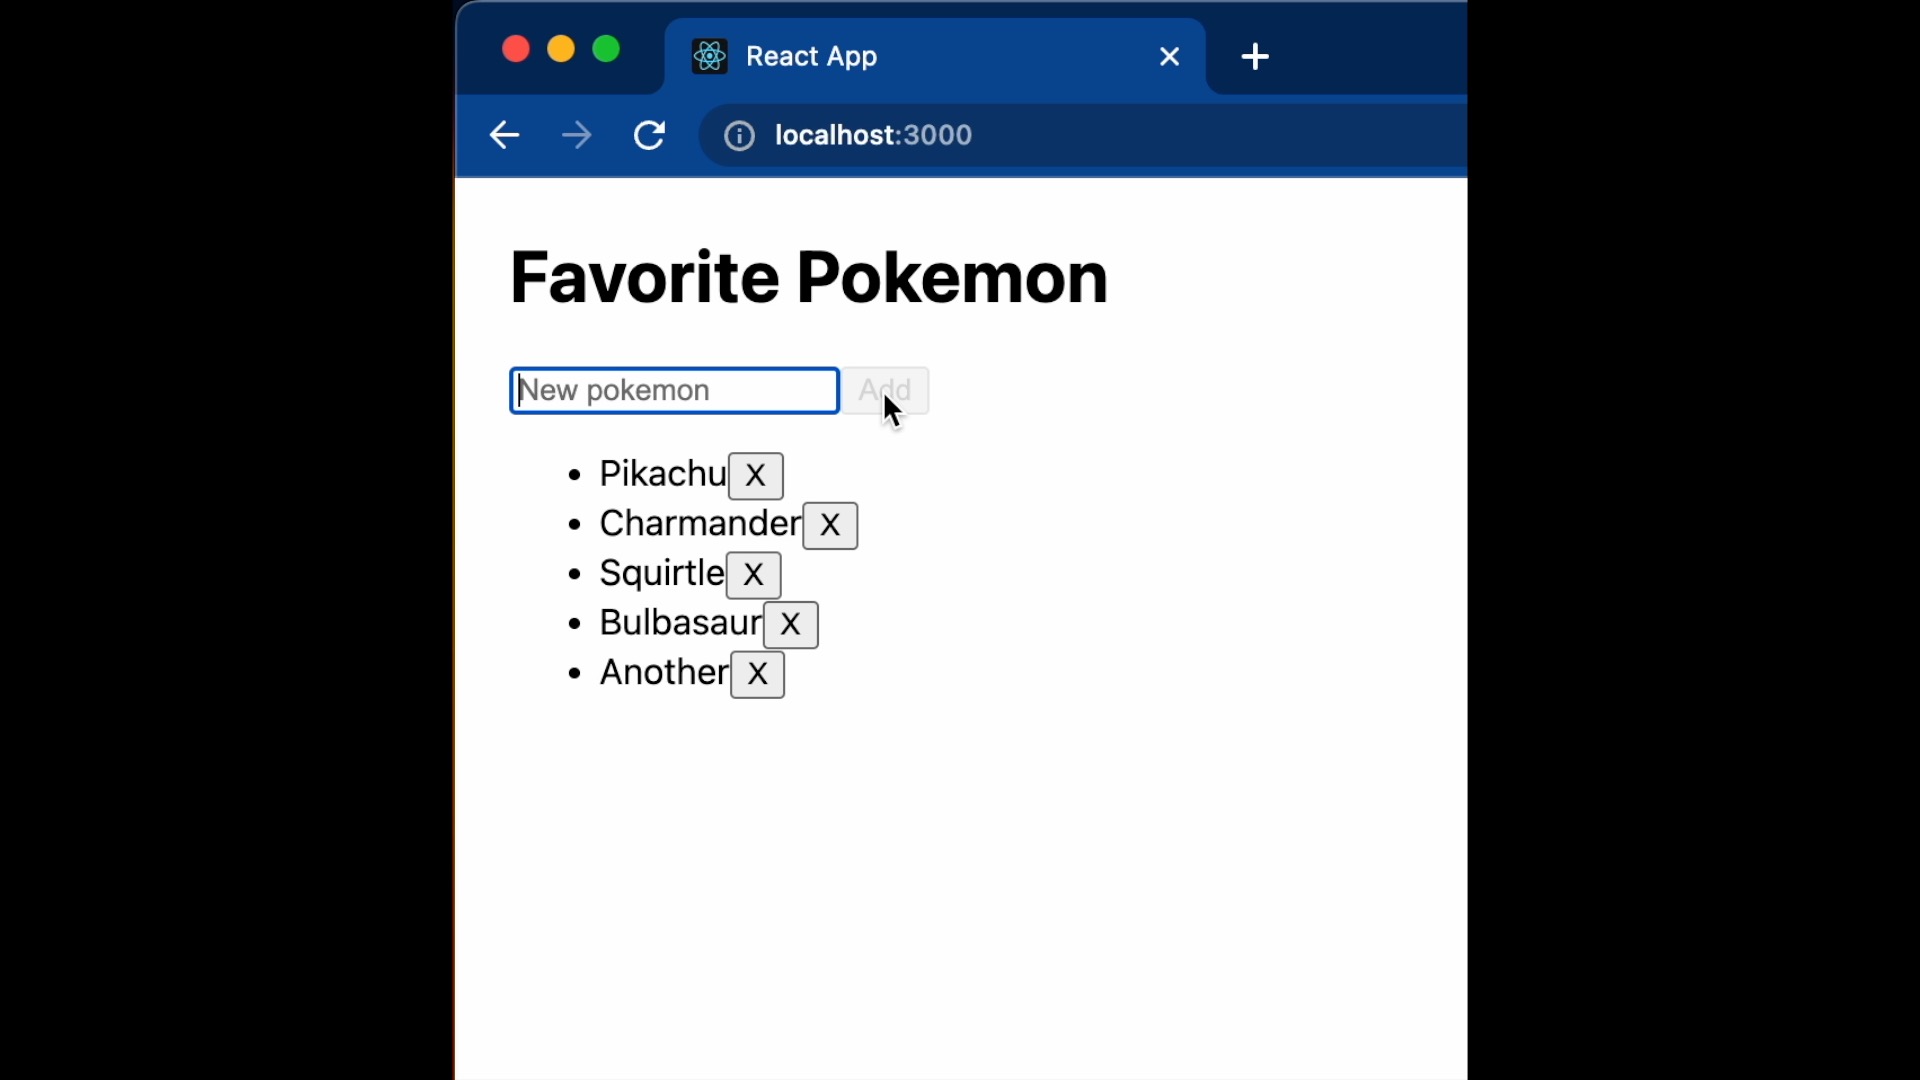 React App
localhost:3000
Favorite Pokemon
New pokemon Add
Pikachu X
Charmander X
Squirtle X
Bulbasaur X
Another X